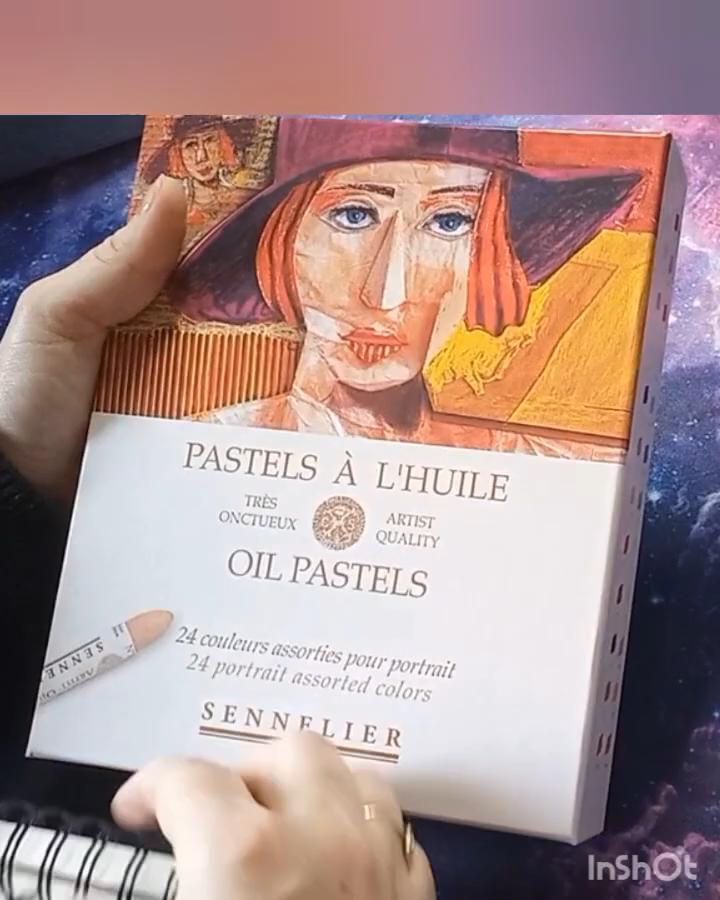 PASTELS À L'HUILE
TRÈS
ONCTUEUX
ARTIST
QUALITY
OIL PASTELS
24 couleurs assorties pour portrait
24 portrait assorted colors
SENNELIER
SENNE
InShOt